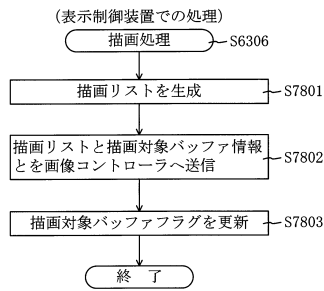 (表示制御装置での処理)
描画処理
S6306
描画リストを生成
S7801
描画リストと描画対象バッファ情報
とを画像コントローラへ送信
S7802
描画対象バッファフラグを更新
S7803
終 了